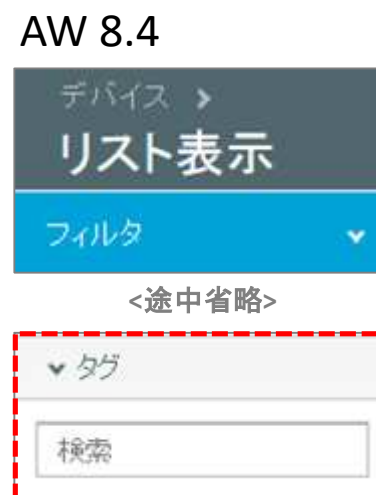 AW 8.4
デバイス >
リスト表示
フィルタ
<途中省略>
タグ
検索